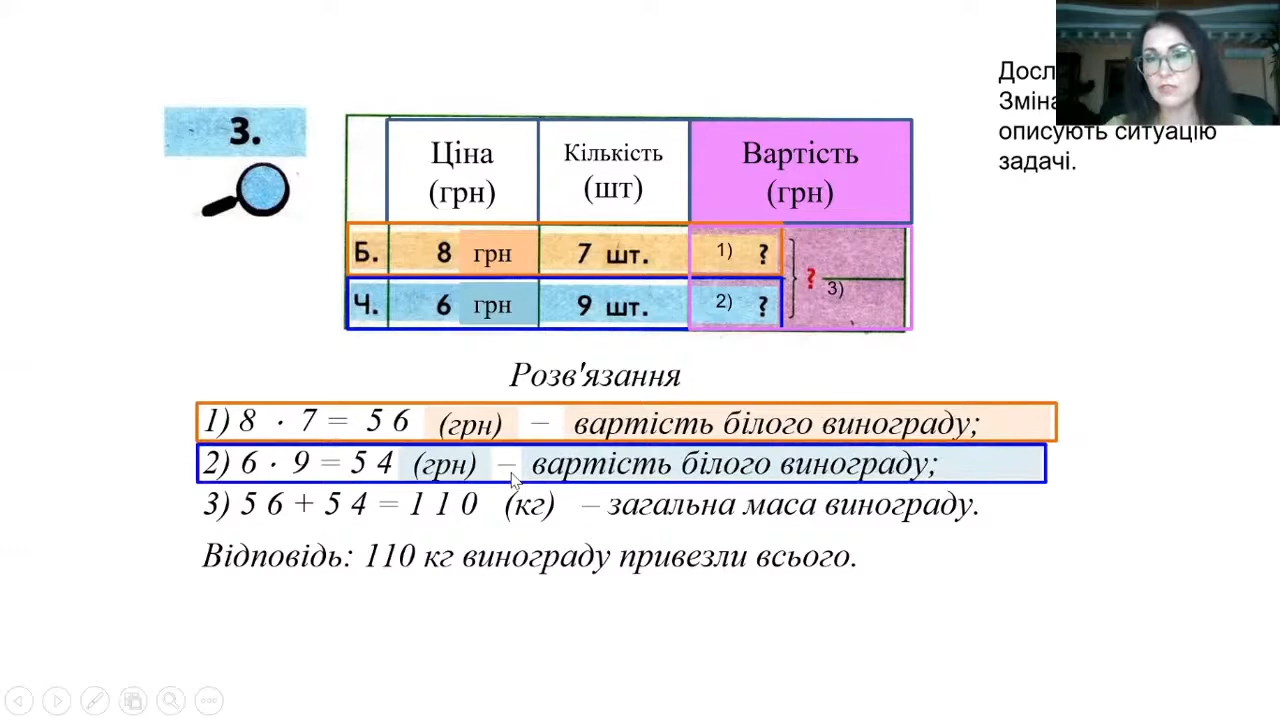 Досл
Зміна
описують ситуацію
задачі.
3.
Ціна (грн) Кількість (шт) Вартість (грн)
Б. 8 грн 7 шт. 1) ?
? 3)
Ч. 6 грн 9 шт. 2) ?
Розв'язання
1) 8 · 7 = 5 6 (грн) – вартість білого винограду;
2) 6 · 9 = 5 4 (грн) – вартість білого винограду;
3) 5 6 + 5 4 = 1 1 0 (кг) – загальна маса винограду.
Відповідь: 110 кг винограду привезли всього.